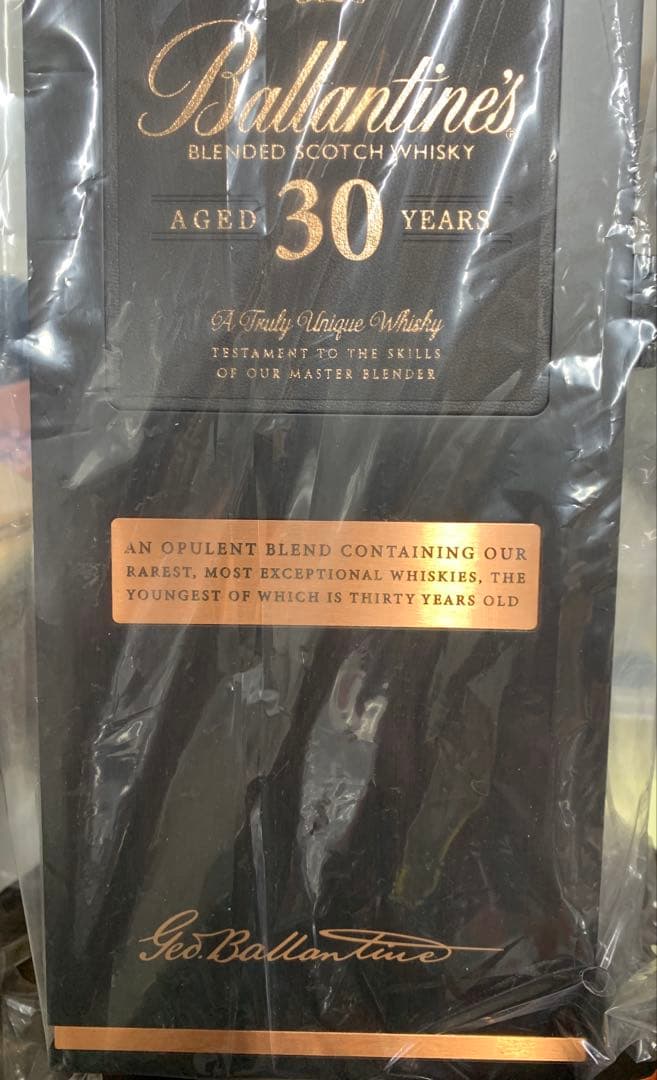 Ballantine's
BLENDED SCOTCH WHISKY
AGED 30 YEARS
A Truly Unique Whisky
TESTAMENT TO THE SKILLS
OF OUR MASTER BLENDER
AN OPULENT BLEND CONTAINING OUR
RAREST, MOST EXCEPTIONAL WHISKIES, THE
YOUNGEST OF WHICH IS THIRTY YEARS OLD
Geo. Ballantine